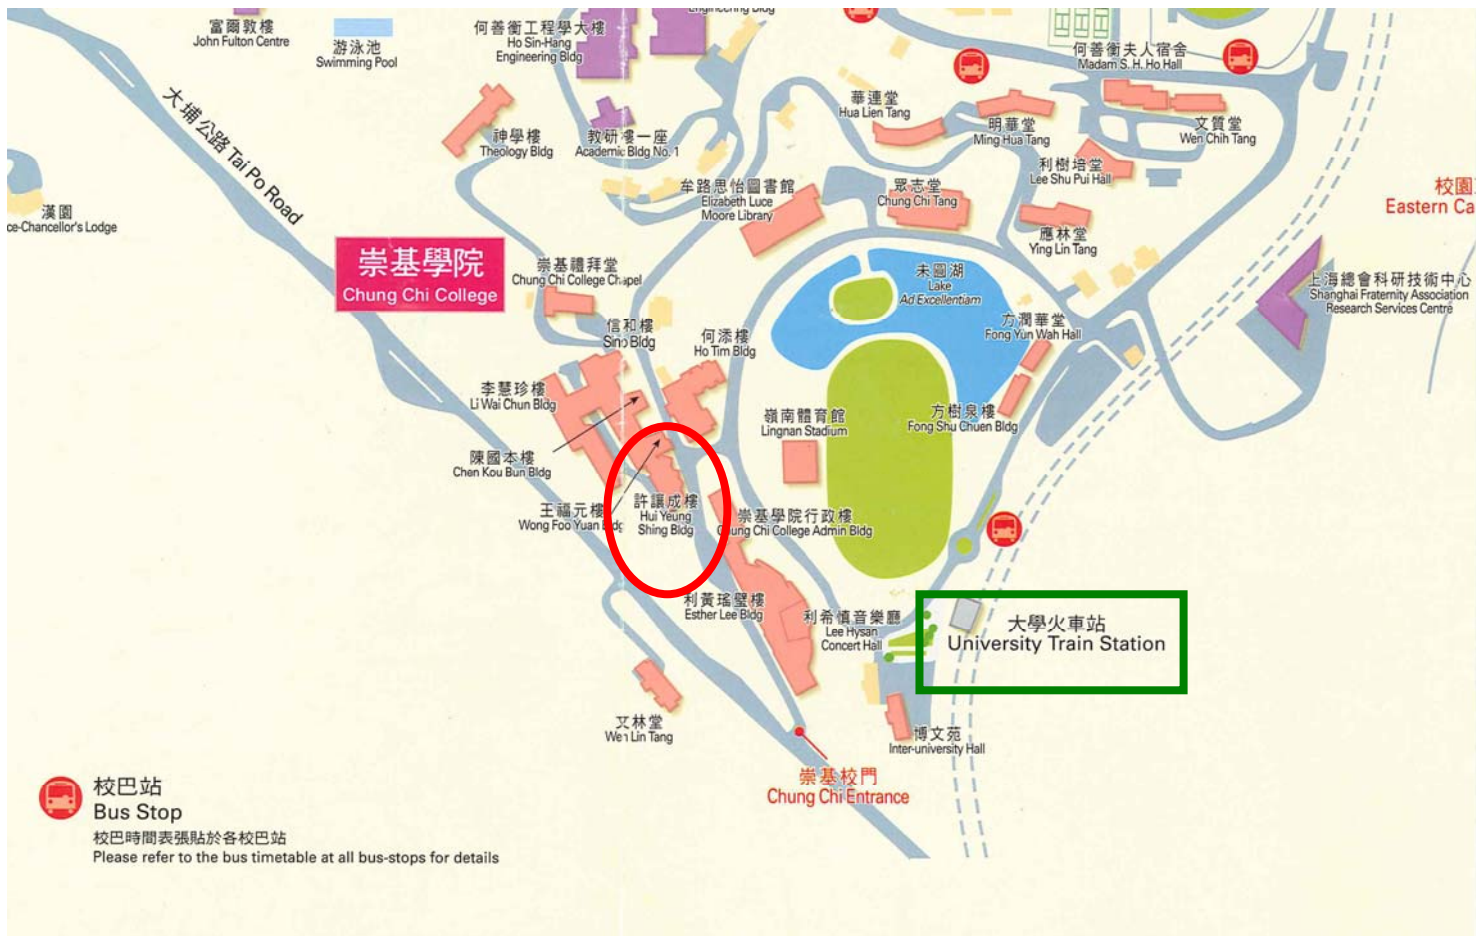 Engineering Bldg
富爾敦樓
John Fulton Centre
游泳池
Swimming Pool
何善衡工程學大樓
Ho Sin-Hang
Engineering Bldg
何善衡夫人宿舍
Madam S. H. Ho Hall
大埔公路 Tai Po Road
神學樓
Theology Bldg
教研樓一座
Academic Bldg No. 1
華連堂
Hua Lien Tang
明華堂
Ming Hua Tang
文質堂
Wen Chih Tang
利樹培堂
Lee Shu Pui Hall
牟路思怡圖書館
Elizabeth Luce
Moore Library
眾志堂
Chung Chi Tang
應林堂
Ying Lin Tang
校園
Eastern Ca
漢園
ce-Chancellor's Lodge
崇基學院
Chung Chi College
崇基禮拜堂
Chung Chi College Chapel
未圓湖
Lake
Ad Excellentiam
上海總會科研技術中心
Shanghai Fraternity Association
Research Services Centre
信和樓
Sino Bldg
何添樓
Ho Tim Bldg
方潤華堂
Fong Yun Wah Hall
李慧珍樓
Li Wai Chun Bldg
嶺南體育館
Lingnan Stadium
方樹泉樓
Fong Shu Chuen Bldg
陳國本樓
Chen Kou Bun Bldg
王福元樓
Wong Foo Yuan Bldg
許讓成樓
Hui Yeung
Shing Bldg
崇基學院行政樓
Chung Chi College Admin Bldg
利黃瑤璧樓
Esther Lee Bldg
利希慎音樂廳
Lee Hysan
Concert Hall
大學火車站
University Train Station
艾林堂
Wen Lin Tang
博文苑
Inter-university Hall
崇基校門
Chung Chi Entrance
校巴站
Bus Stop
校巴時間表張貼於各校巴站
Please refer to the bus timetable at all bus-stops for details